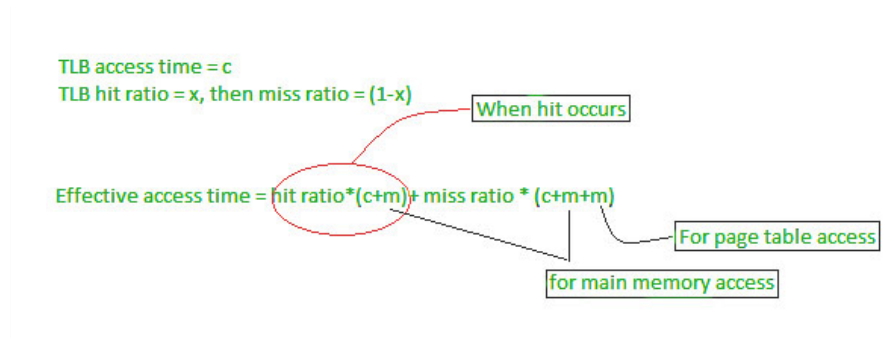 TLB access time = c
TLB hit ratio = x, then miss ratio = (1-x)
When hit occurs
Effective access time = hit ratio*(c+m)+ miss ratio * (c+m+m)
For page table access
for main memory access